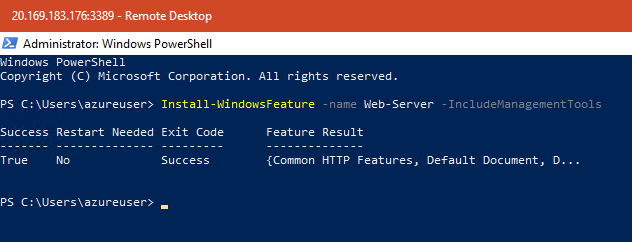 20.169.183.176:3389 - Remote Desktop
Administrator: Windows PowerShell
Windows PowerShell
Copyright (C) Microsoft Corporation. All rights reserved.
PS C:\Users\azureuser> Install-WindowsFeature -name Web-Server -IncludeManagementTools
Success Restart Needed Exit Code      Feature Result
------- -------------- ---------      --------------
True    No             Success        {Common HTTP Features, Default Document, D...
PS C:\Users\azureuser>